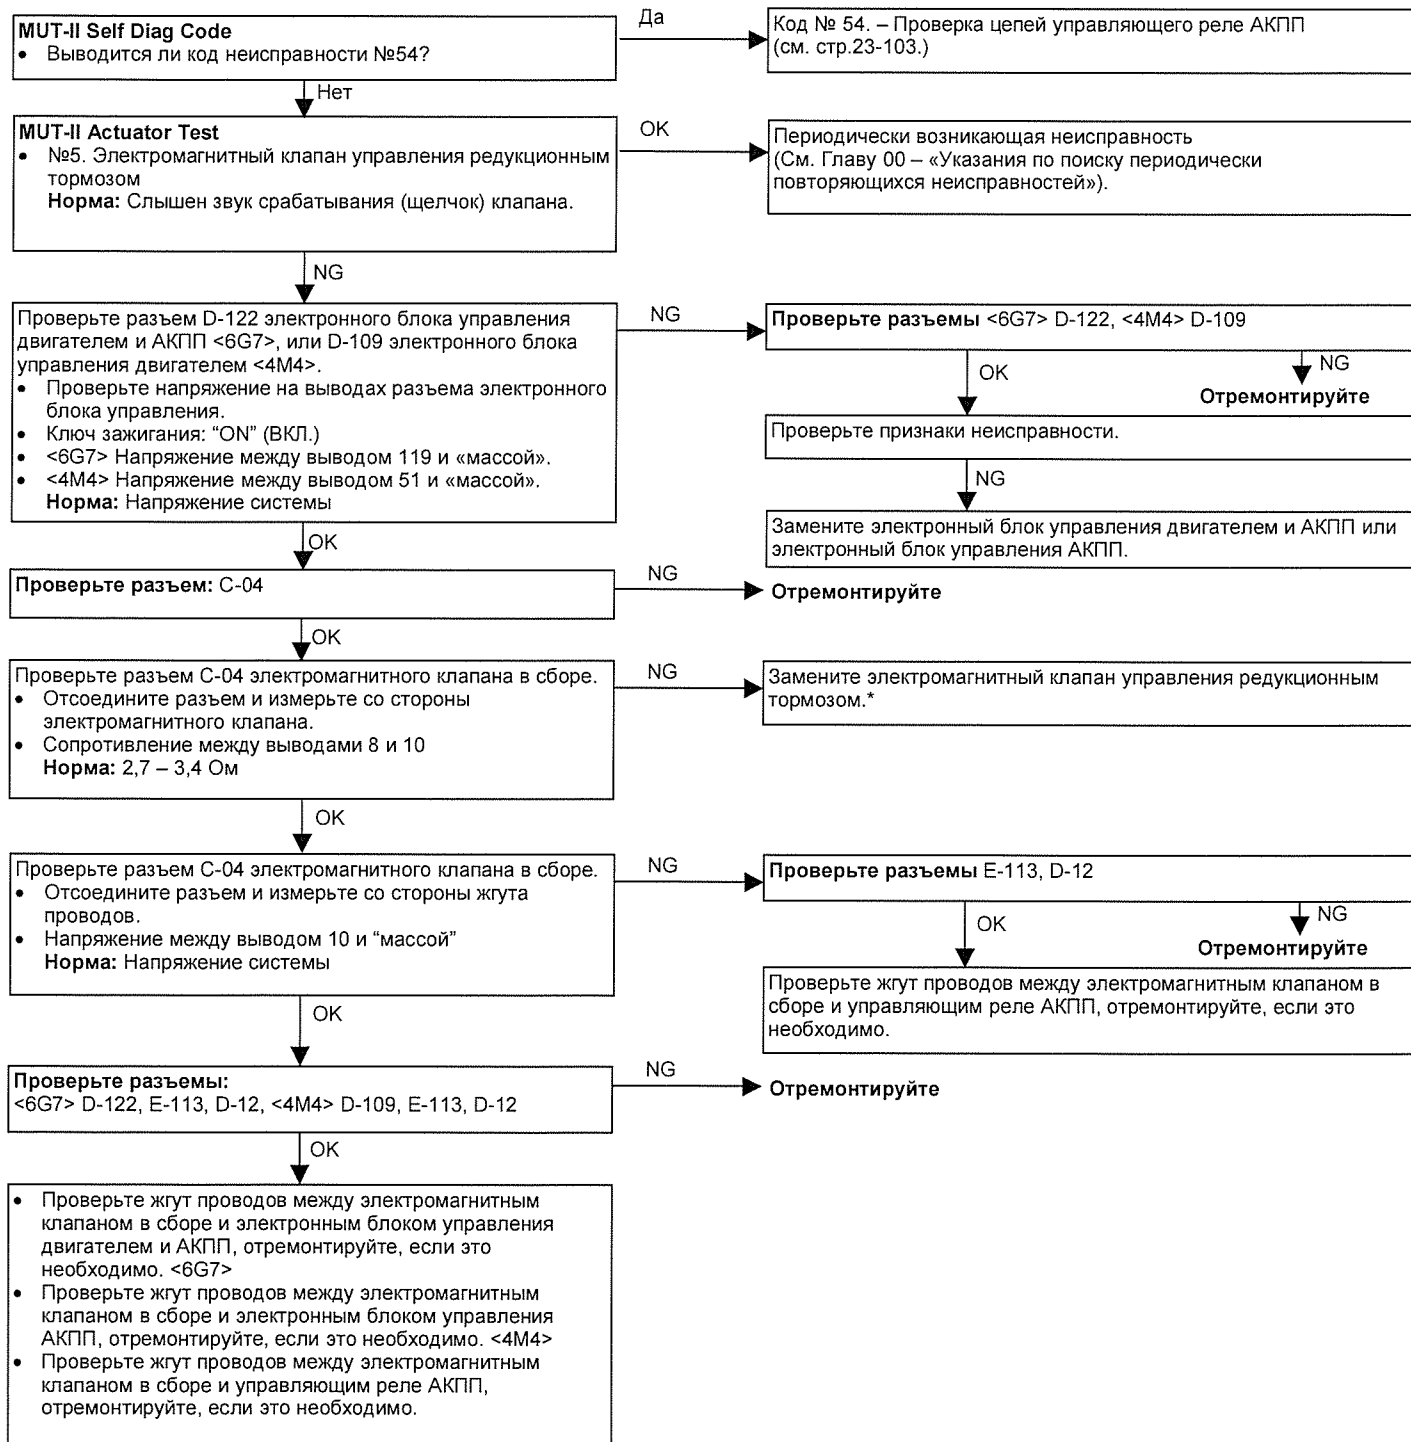 MUT-II Self Diag Code
• Выводится ли код неисправности №54?
Да
Код № 54. – Проверка цепей управляющего реле АКПП
(см. стр.23-103.)
Нет
MUT-II Actuator Test
• №5. Электромагнитный клапан управления редукционным
тормозом
Норма: Слышен звук срабатывания (щелчок) клапана.
OK
Периодически возникающая неисправность
(См. Главу 00 – «Указания по поиску периодически
повторяющихся неисправностей»).
NG
Проверьте разъем D-122 электронного блока управления
двигателем и АКПП <6G7>, или D-109 электронного блока
управления двигателем <4M4>.
• Проверьте напряжение на выводах разъема электронного
блока управления.
• Ключ зажигания: “ON” (ВКЛ.)
• <6G7> Напряжение между выводом 119 и «массой».
• <4M4> Напряжение между выводом 51 и «массой».
Норма: Напряжение системы
NG
Проверьте разъемы <6G7> D-122, <4M4> D-109
OK
NG
Отремонтируйте
Проверьте признаки неисправности.
NG
Замените электронный блок управления двигателем и АКПП или
электронный блок управления АКПП.
OK
Проверьте разъем: C-04
NG
Отремонтируйте
OK
Проверьте разъем C-04 электромагнитного клапана в сборе.
• Отсоедините разъем и измерьте со стороны
электромагнитного клапана.
• Сопротивление между выводами 8 и 10
Норма: 2,7 – 3,4 Ом
NG
Замените электромагнитный клапан управления редукционным
тормозом.*
OK
Проверьте разъем C-04 электромагнитного клапана в сборе.
• Отсоедините разъем и измерьте со стороны жгута
проводов.
• Напряжение между выводом 10 и “массой”
Норма: Напряжение системы
NG
Проверьте разъемы E-113, D-12
OK
NG
Отремонтируйте
Проверьте жгут проводов между электромагнитным клапаном в
сборе и управляющим реле АКПП, отремонтируйте, если это
необходимо.
OK
Проверьте разъемы:
<6G7> D-122, E-113, D-12, <4M4> D-109, E-113, D-12
NG
Отремонтируйте
OK
• Проверьте жгут проводов между электромагнитным
клапаном в сборе и электронным блоком управления
двигателем и АКПП, отремонтируйте, если это
необходимо. <6G7>
• Проверьте жгут проводов между электромагнитным
клапаном в сборе и электронным блоком управления
АКПП, отремонтируйте, если это необходимо. <4M4>
• Проверьте жгут проводов между электромагнитным
клапаном в сборе и управляющим реле АКПП,
отремонтируйте, если это необходимо.